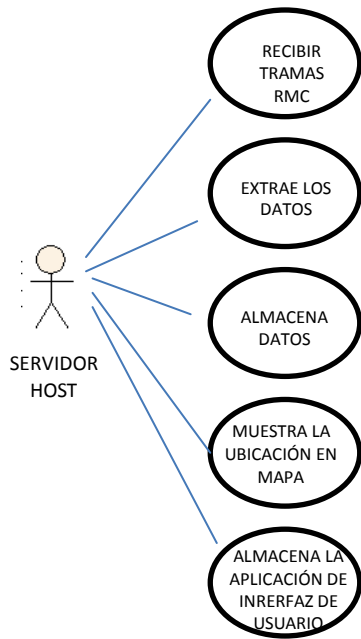 RECIBIR
TRAMAS
RMC
EXTRAE LOS
DATOS
ALMACENA
DATOS
SERVIDOR
HOST
MUESTRA LA
UBICACIÓN EN
MAPA
ALMACENA LA
APLICACIÓN DE
INRERFAZ DE
USUARIO